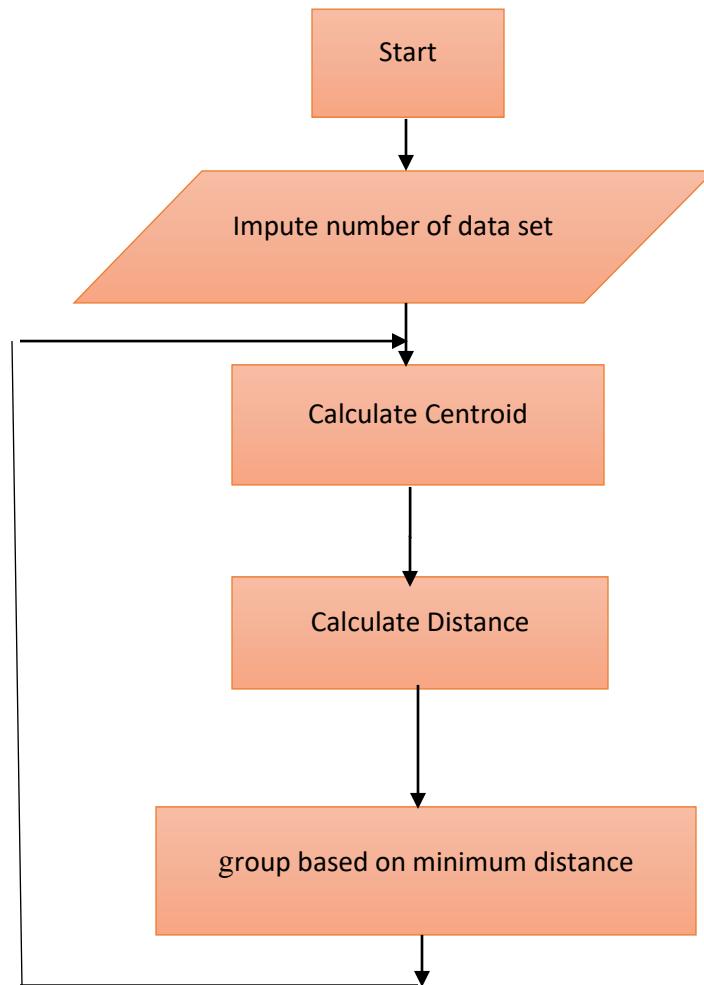 Start
Impute number of data set
Calculate Centroid
Calculate Distance
group based on minimum distance